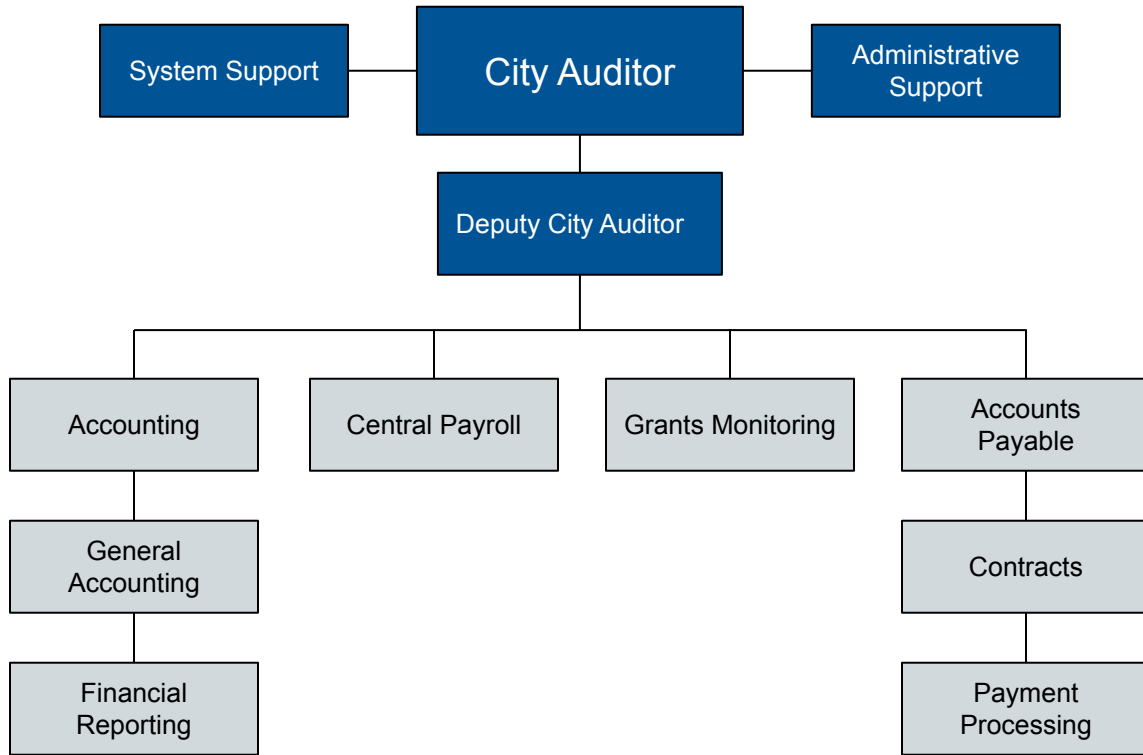 System Support
City Auditor
Administrative
Support
Deputy City Auditor
Accounting
Central Payroll
Grants Monitoring
Accounts
Payable
General
Accounting
Contracts
Financial
Reporting
Payment
Processing